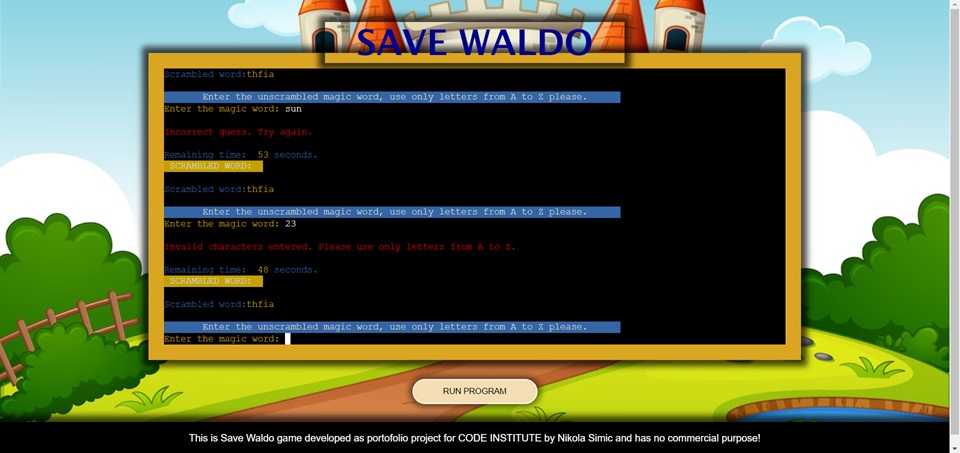 SAVE WALDO
Scrambled word:thfia
Enter the unscrambled magic word, use only letters from A to Z please.
Enter the magic word: sun
Incorrect guess. Try again.
Remaining time:  53 seconds.
SCRAMBLED WORD:
Scrambled word:thfia
Enter the unscrambled magic word, use only letters from A to Z please.
Enter the magic word: 23
Invalid characters entered. Please use only letters from A to Z.
Remaining time:  48 seconds.
SCRAMBLED WORD:
Scrambled word:thfia
Enter the unscrambled magic word, use only letters from A to Z please.
Enter the magic word:
RUN PROGRAM
This is Save Waldo game developed as portofolio project for CODE INSTITUTE by Nikola Simic and has no commercial purpose!